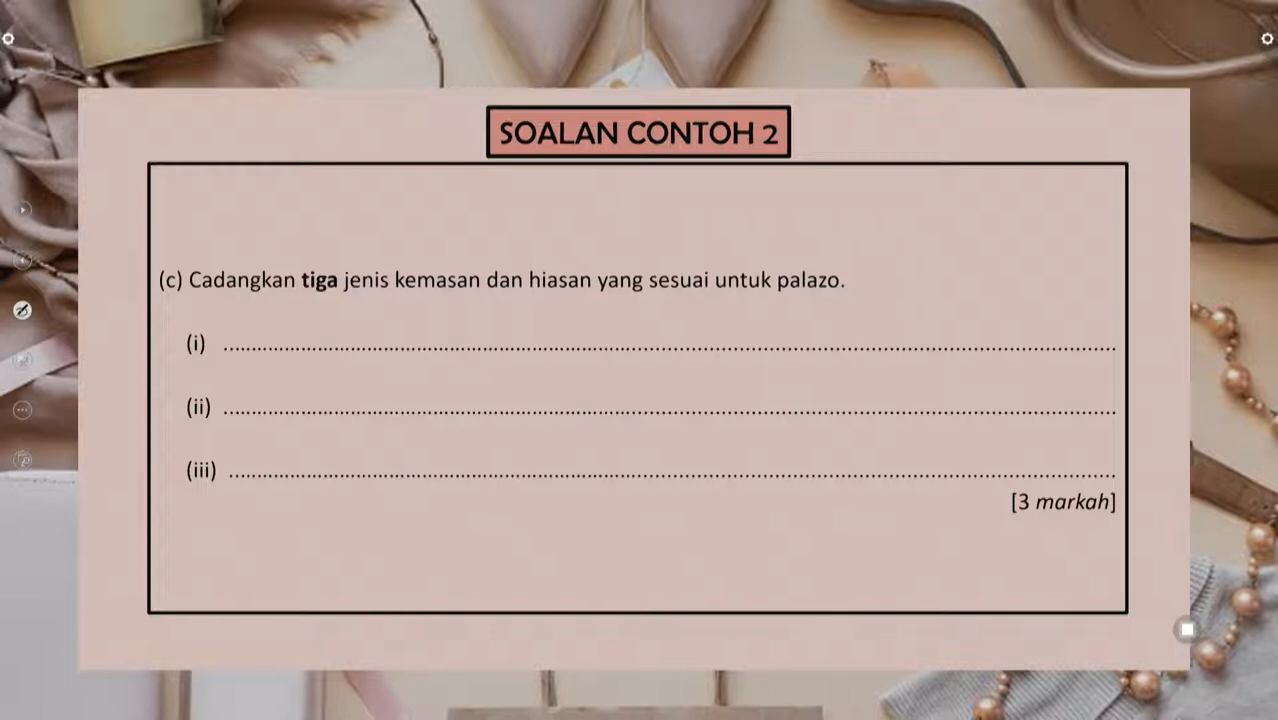 SOALAN CONTOH 2
(c) Cadangkan tiga jenis kemasan dan hiasan yang sesuai untuk palazo.
(i) ................................................................................
(ii) ................................................................................
(iii) ................................................................................
[3 markah]